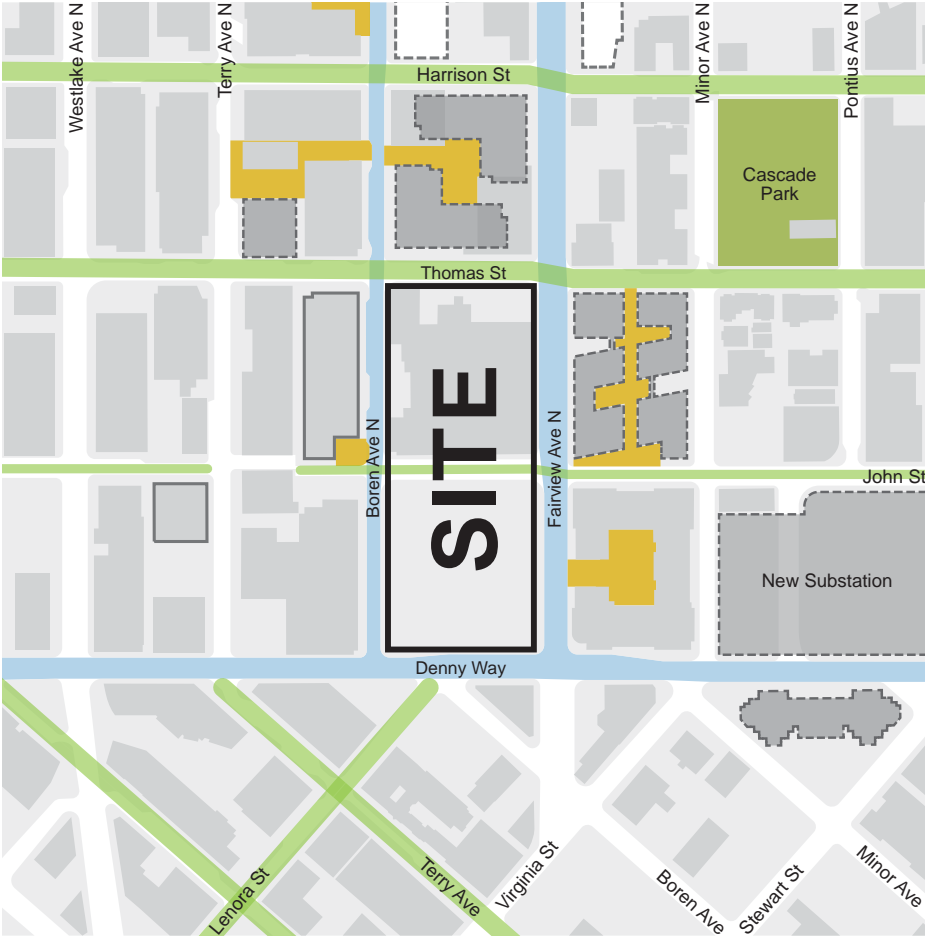 Westlake Ave N
Terry Ave N
Minor Ave N
Pontius Ave N
Harrison St
Cascade
Park
Thomas St
SITE
Boren Ave N
Fairview Ave N
John St
New Substation
Denny Way
Lenora St
Terry Ave
Virginia St
Boren Ave
Stewart St
Minor Ave